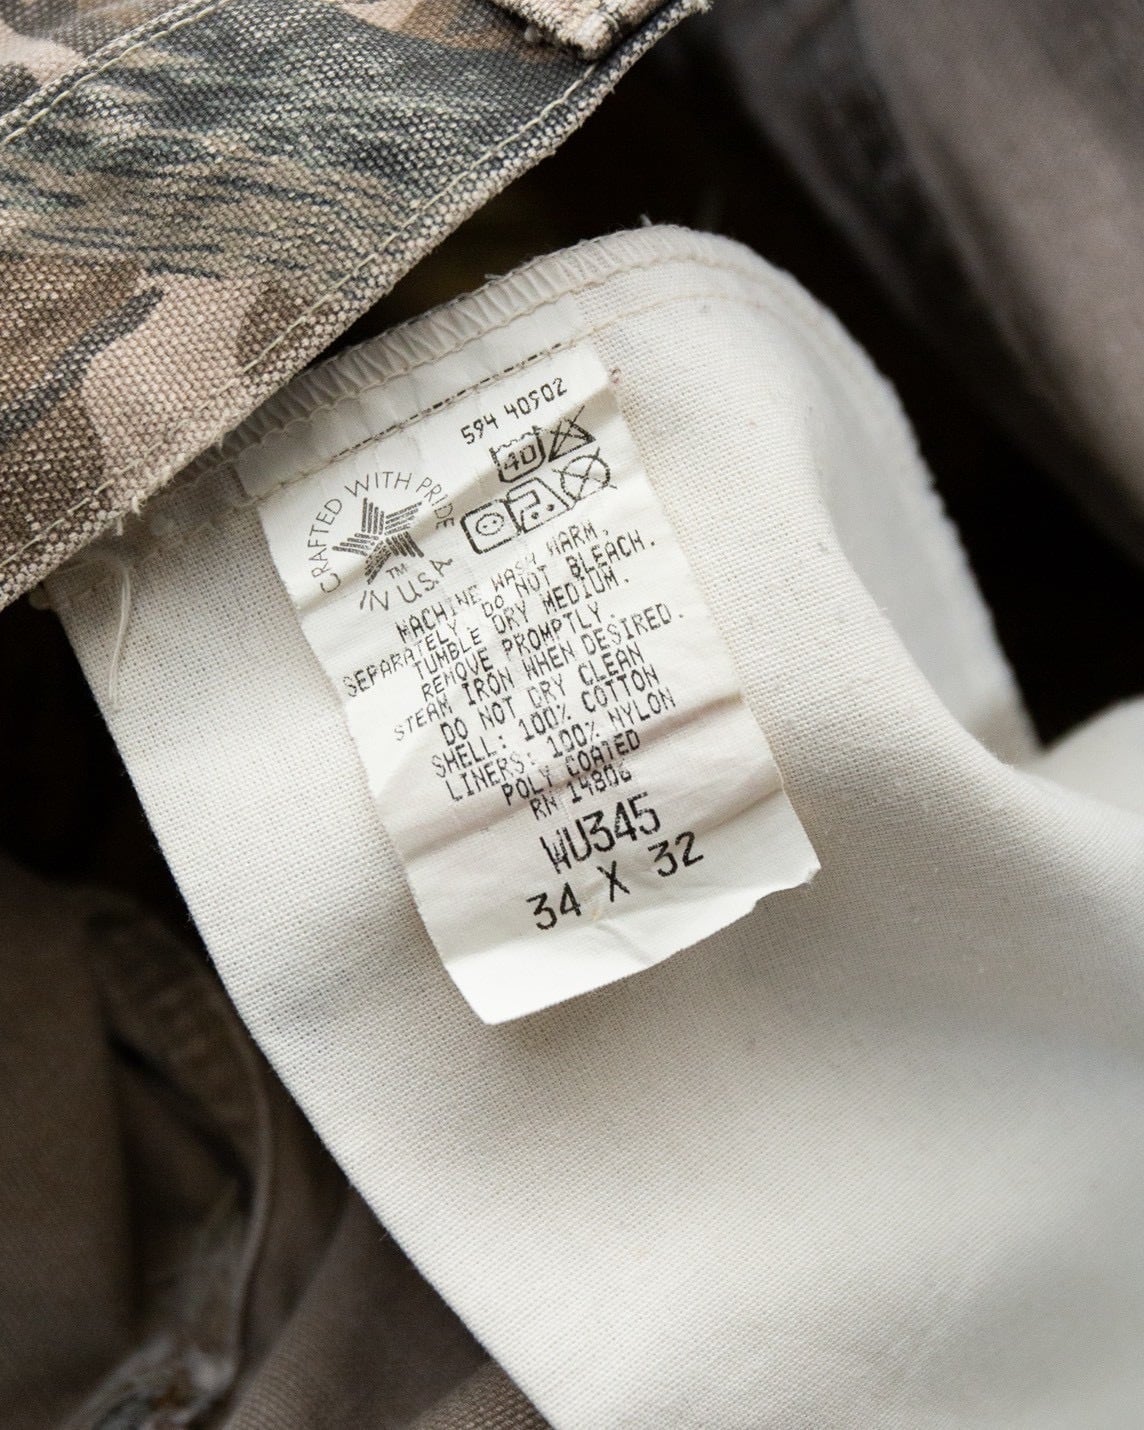 594 40902
40
CRAFTED WITH PRIDE
TM
IN U.S.A.
MACHINE WASH WARM,
SEPARATELY. DO NOT BLEACH.
TUMBLE DRY MEDIUM.
REMOVE PROMPTLY.
STEAM IRON WHEN DESIRED.
DO NOT DRY CLEAN
SHELL: 100% COTTON
LINERS: 100% NYLON
POLY COATED
RN 14806
WU345
34 X 32